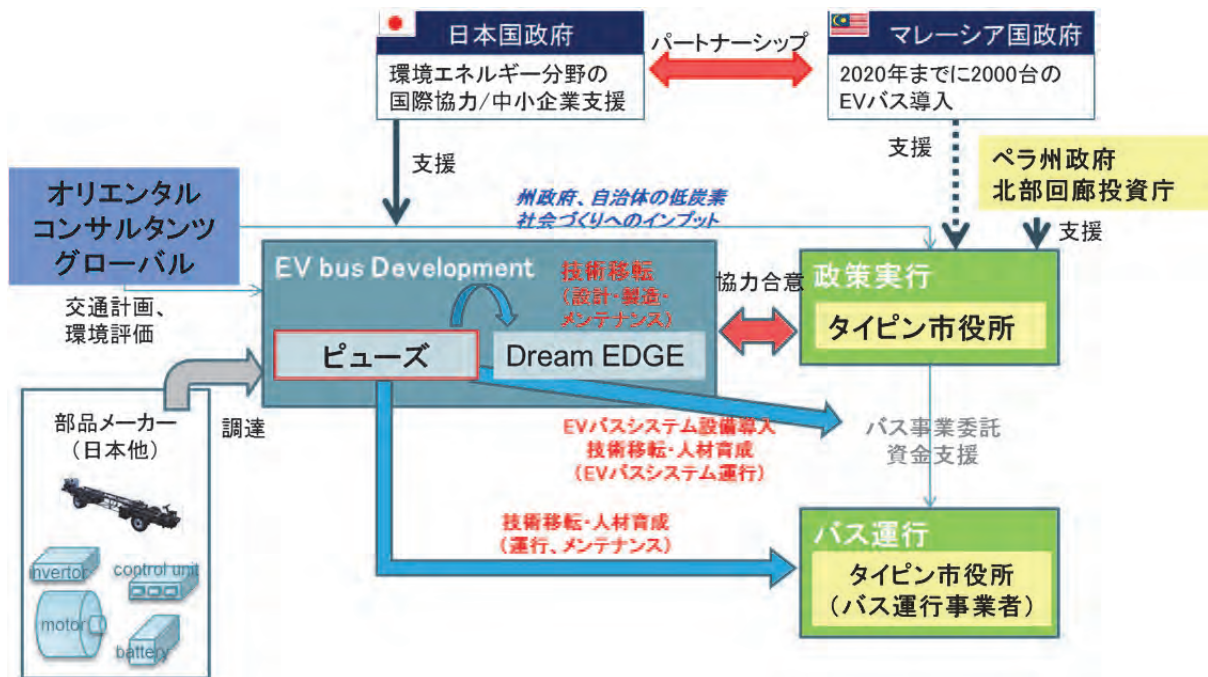 日本国政府
環境エネルギー分野の
国際協力/中小企業支援
パートナーシップ
マレーシア国政府
2020年までに2000台の
EVバス導入
支援
支援
ペラ州政府
北部回廊投資庁
支援
オリエンタル
コンサルタンツ
グローバル
州政府、自治体の低炭素
社会づくりへのインプット
交通計画、
環境評価
EV bus Development
技術移転
(設計・製造・
メンテナンス)
ピューズ
Dream EDGE
協力合意
政策実行
タイピン市役所
部品メーカー
(日本他)
調達
invertor
control unit
motor
battery
EVバスシステム設備導入
技術移転・人材育成
(EVバスシステム運行)
バス事業委託
資金支援
技術移転・人材育成
(運行、メンテナンス)
バス運行
タイピン市役所
(バス運行事業者)